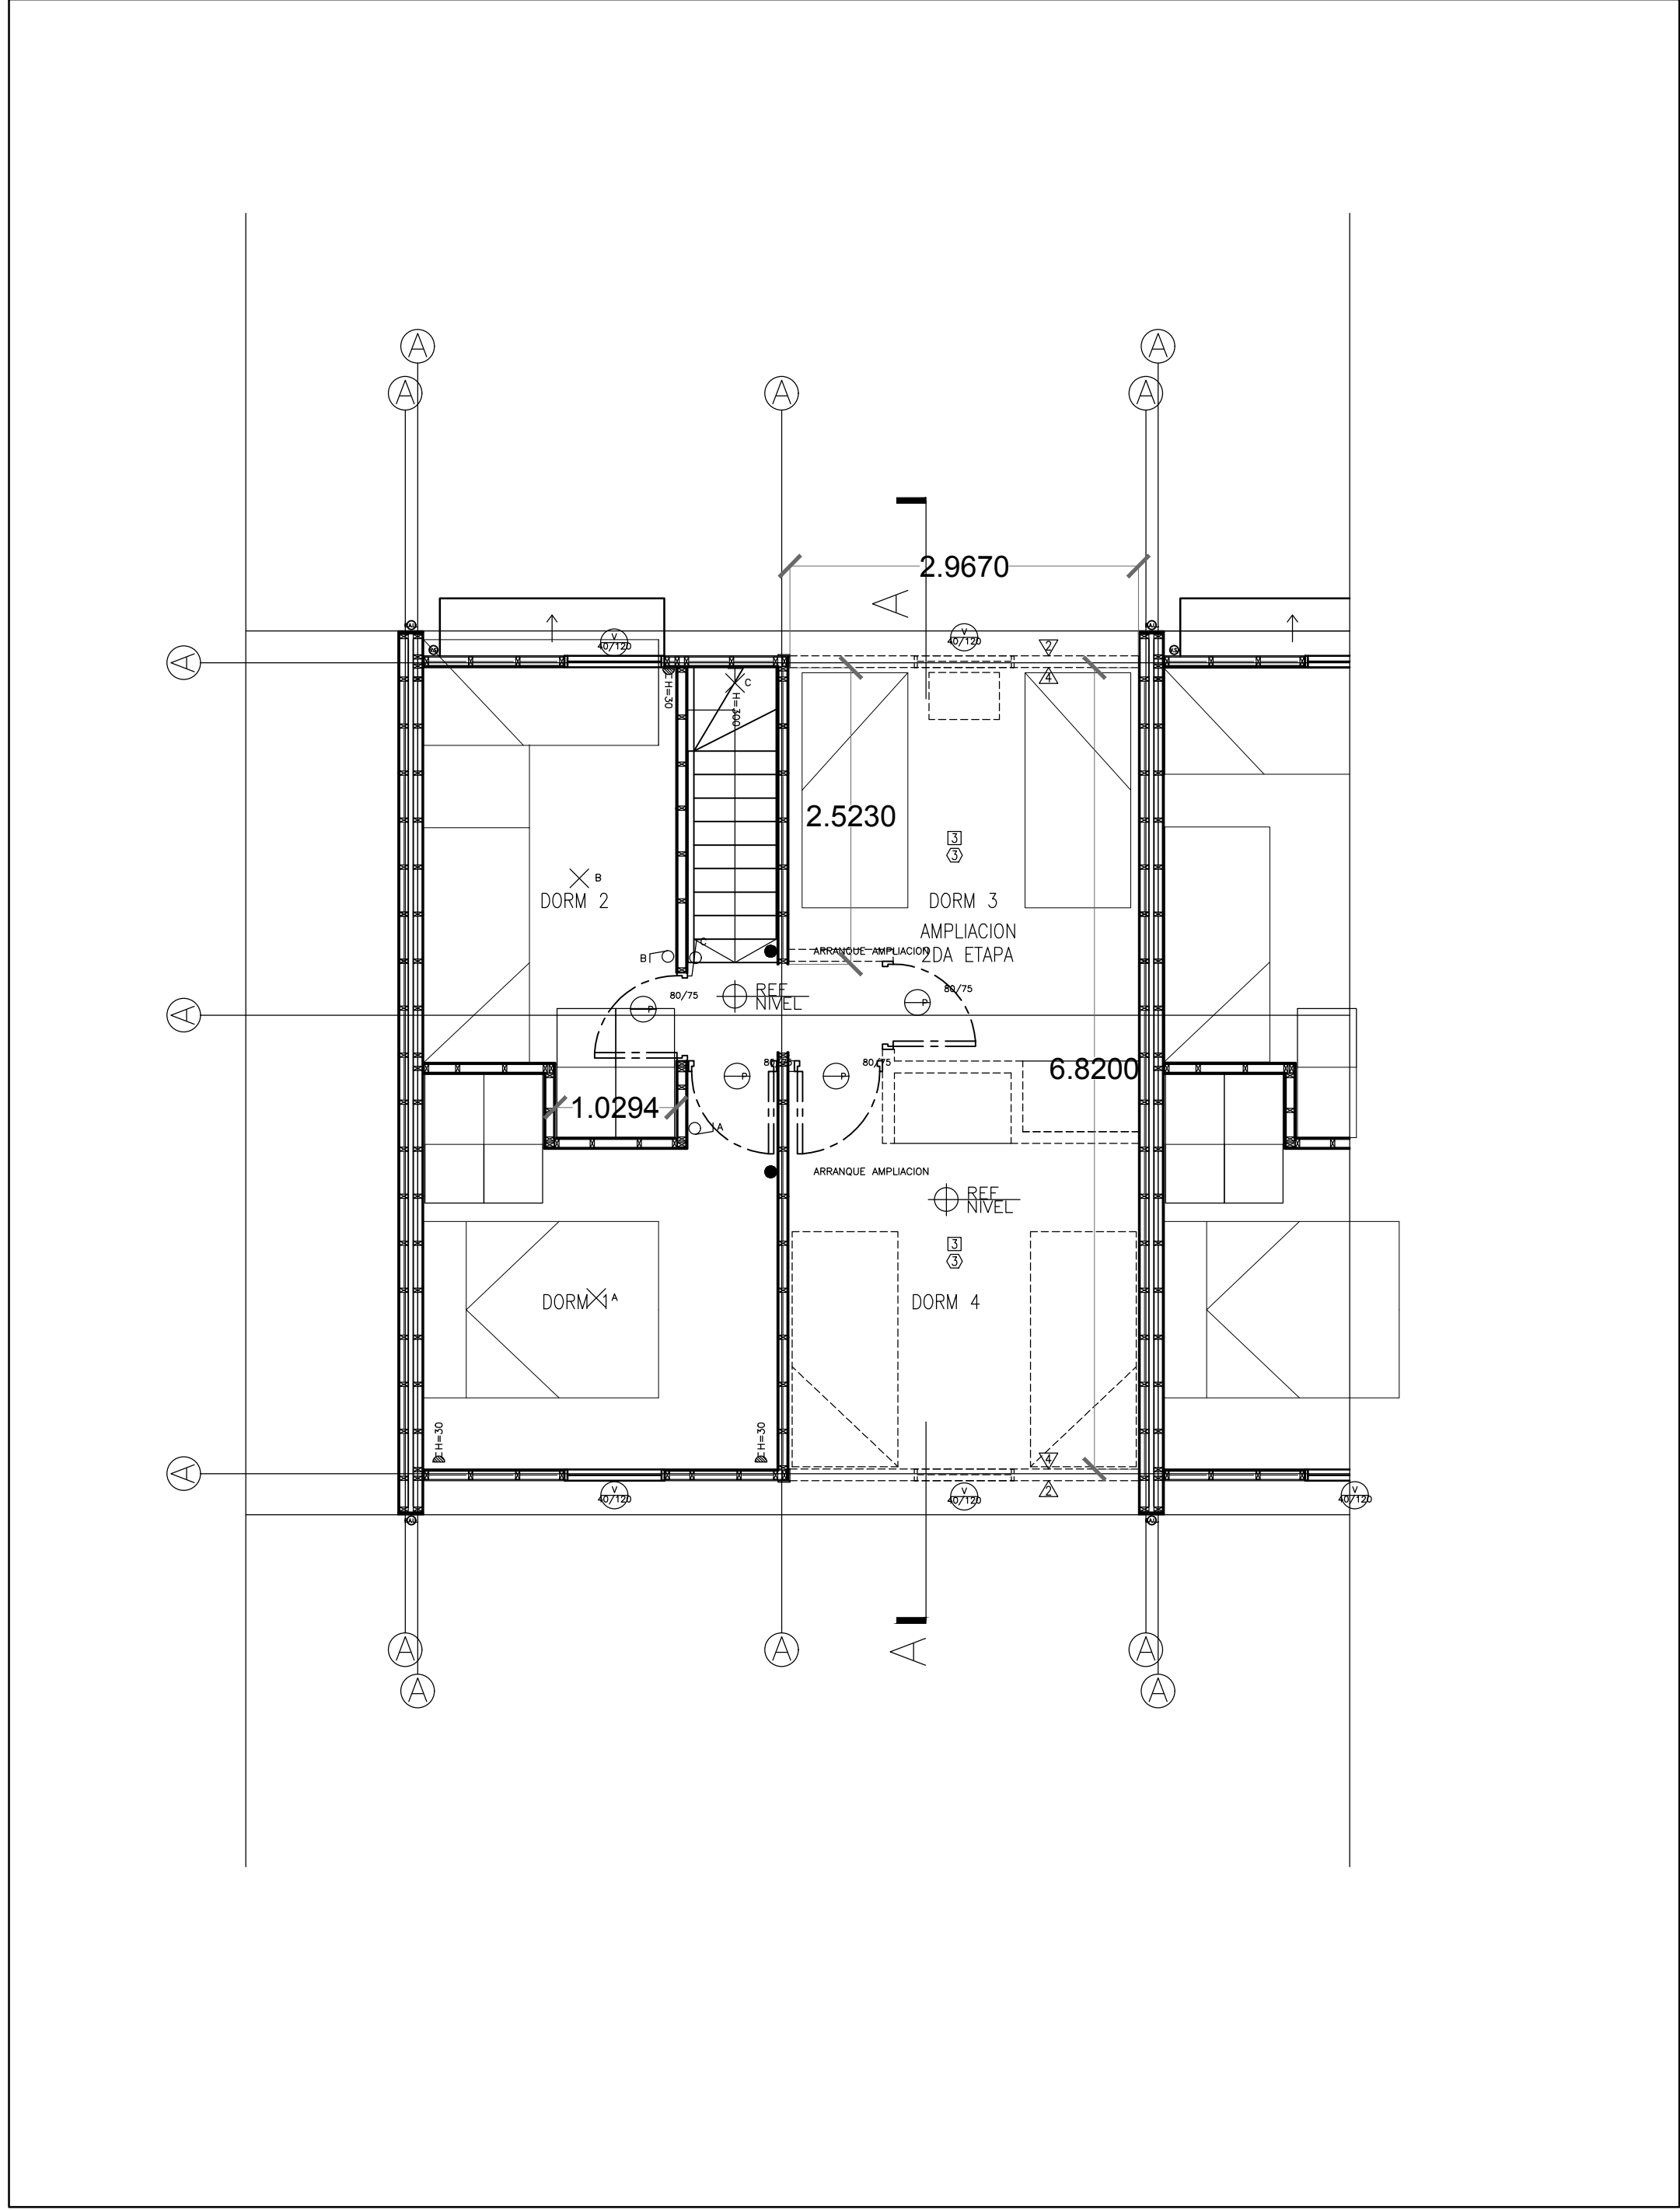 A
A
A
A
A
2.9670
A
V
40/120
V
40/120
2
A
4
H=30
C
H=300
2.5230
3
3
B
DORM 2
DORM 3
AMPLIACION
2DA ETAPA
C
ARRANQUE AMPLIACION
B
80/75
REF
NIVEL
80/75
P
P
A
80/75
80/75
6.8200
P
P
1.0294
A
ARRANQUE AMPLIACION
REF
NIVEL
3
3
DORM 1
A
DORM 4
H=30
H=30
4
A
2
V
40/120
V
40/120
V
40/120
A
A
A
A
A
A